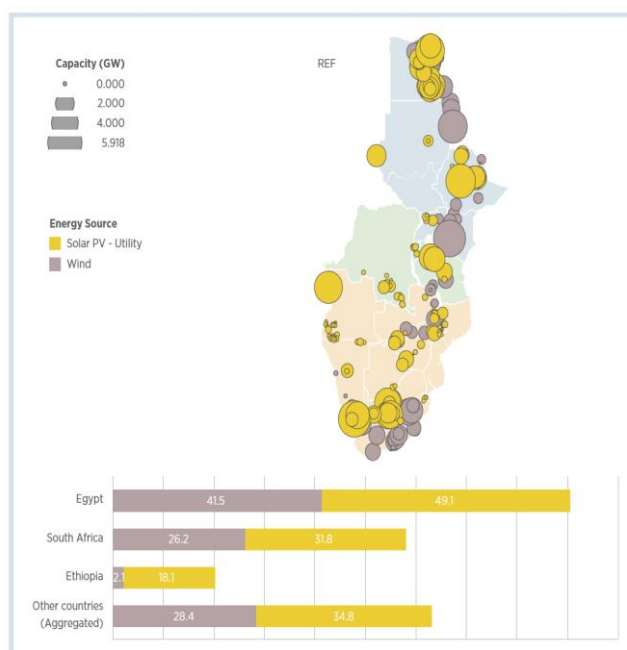 Capacity (GW)
0.000
2.000
4.000
5.918
REF
Energy Source
Solar PV - Utility
Wind
Egypt
41.5
49.1
South Africa
26.2
31.8
Ethiopia
2.1
18.1
Other countries
(Aggregated)
28.4
34.8